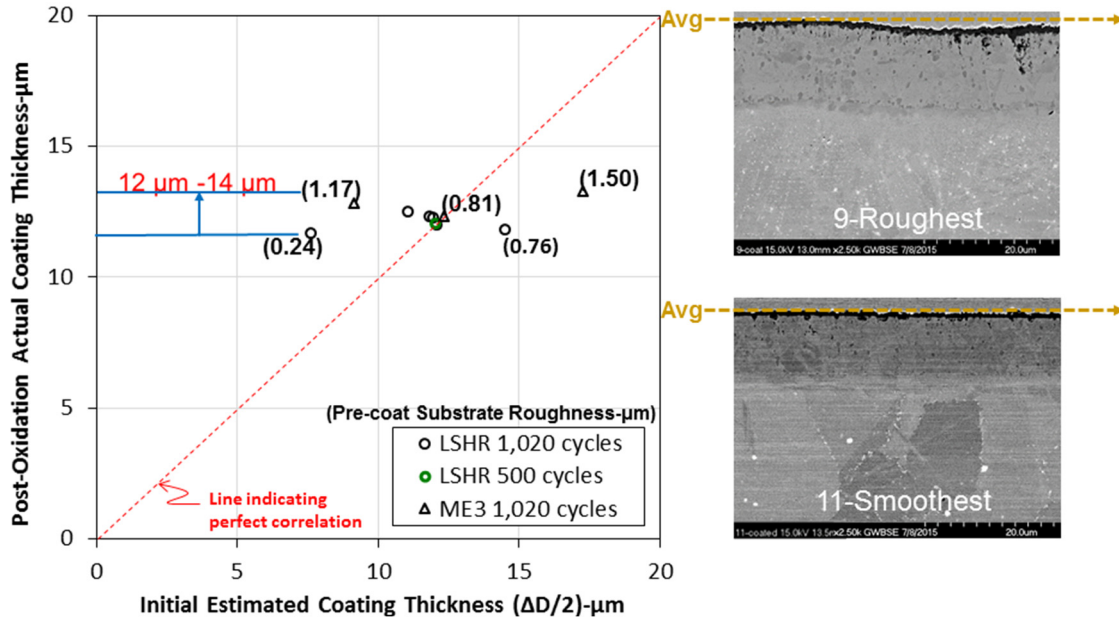 Post-Oxidation Actual Coating Thickness-µm
20
15
10
5
0
0
5
10
15
20
Initial Estimated Coating Thickness (ΔD/2)-µm
12 µm -14 µm
(1.17)
(0.24)
(0.81)
(0.76)
(1.50)
(Pre-coat Substrate Roughness-µm)
LSHR 1,020 cycles
LSHR 500 cycles
ME3 1,020 cycles
Line indicating
perfect correlation
Avg
9-Roughest
9-coat 15.0kV 13.0mm x2.50k GWBSE 7/8/2015
20.0um
Avg
11-Smoothest
11-coated 15.0kV 13.5mm x2.50k GWBSE 7/8/2015
20.0um